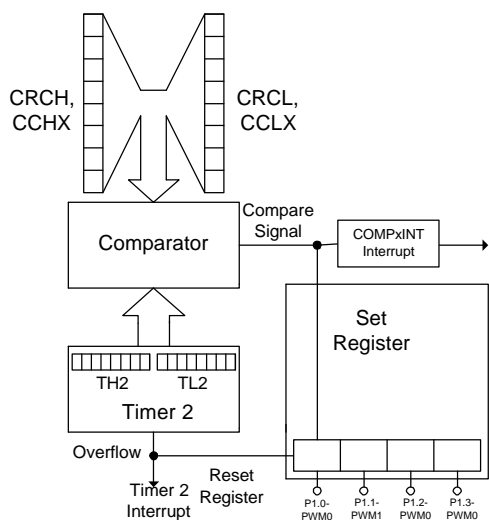 CRCH,
CCHX
CRCL,
CCLX
Comparator
Compare
Signal
COMPxINT
Interrupt
Set
Register
TH2
TL2
Timer 2
Overflow
Reset
Register
Timer 2
Interrupt
P1.0-
PWM0
P1.1-
PWM1
P1.2-
PWM0
P1.3-
PWM0